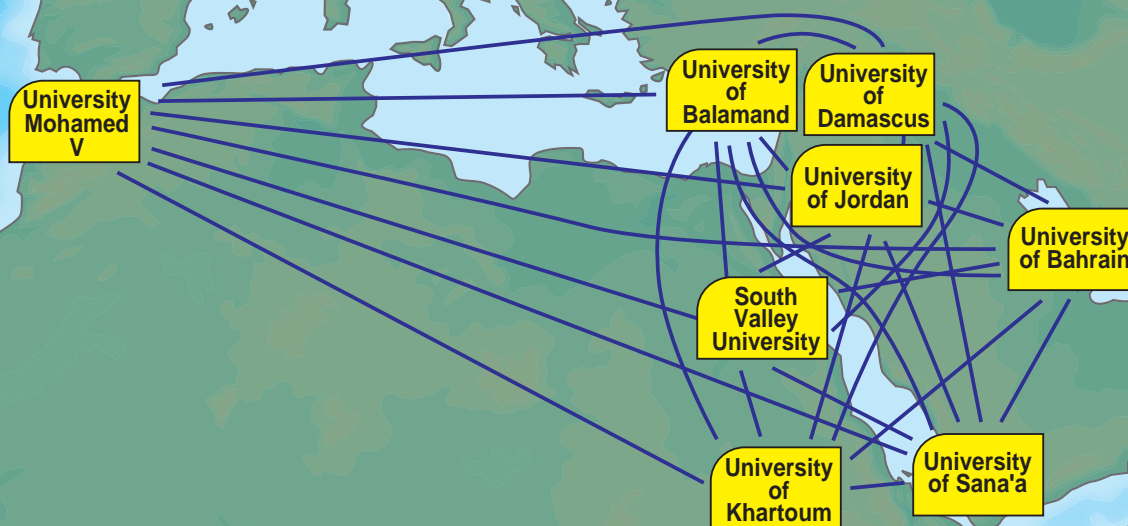 University
Mohamed
V
University
of
Balamand
University
of
Damascus
University
of Jordan
University
of Bahrain
South
Valley
University
University
of
Khartoum
University
of Sana'a